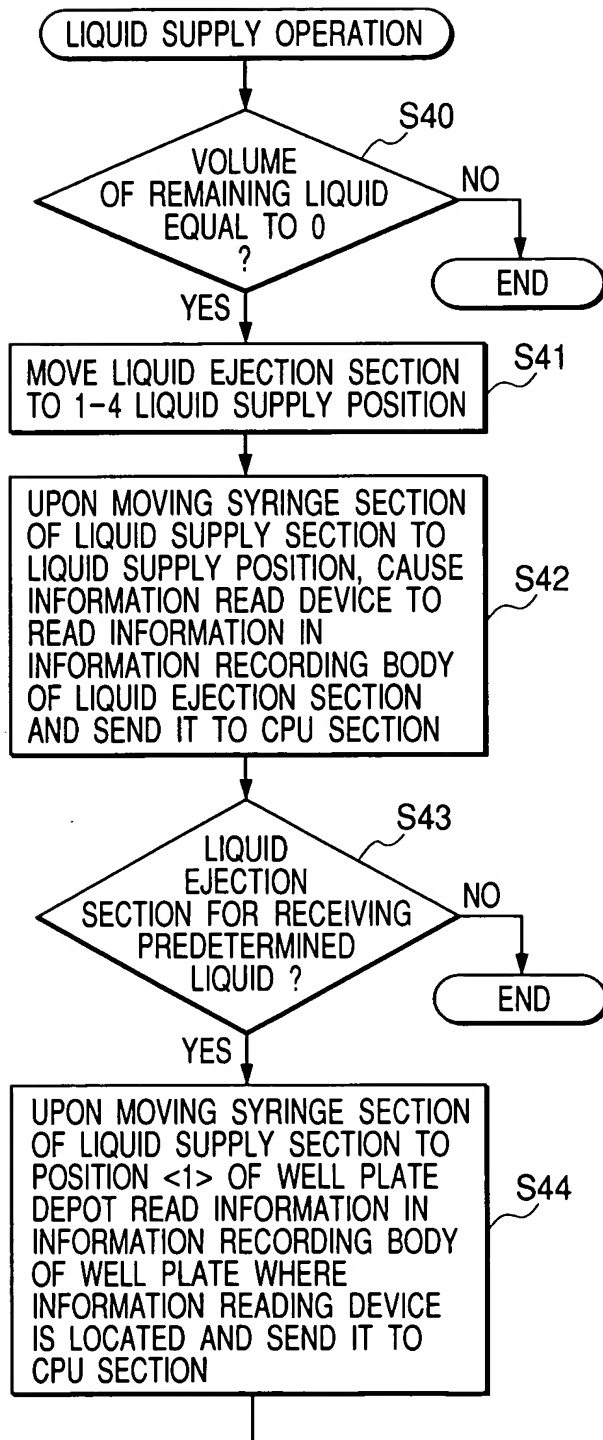 LIQUID SUPPLY OPERATION
S40
VOLUME
OF REMAINING LIQUID
EQUAL TO 0
?
NO
END
YES
S41
MOVE LIQUID EJECTION SECTION
TO 1-4 LIQUID SUPPLY POSITION
UPON MOVING SYRINGE SECTION
OF LIQUID SUPPLY SECTION TO
LIQUID SUPPLY POSITION, CAUSE
INFORMATION READ DEVICE TO
READ INFORMATION IN
INFORMATION RECORDING BODY
OF LIQUID EJECTION SECTION
AND SEND IT TO CPU SECTION
S42
S43
LIQUID
EJECTION
SECTION FOR RECEIVING
PREDETERMINED
LIQUID ?
NO
END
YES
UPON MOVING SYRINGE SECTION
OF LIQUID SUPPLY SECTION TO
POSITION <1> OF WELL PLATE
DEPOT READ INFORMATION IN
INFORMATION RECORDING BODY
OF WELL PLATE WHERE
INFORMATION READING DEVICE
IS LOCATED AND SEND IT TO
CPU SECTION
S44